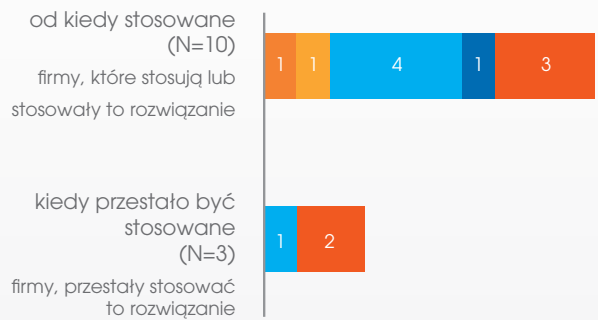 od kiedy stosowane
(N=10)
firmy, które stosują lub
stosowały to rozwiązanie
1 1 4 1 3
kiedy przestało być
stosowane
(N=3)
firmy, przestały stosować
to rozwiązanie
1 2